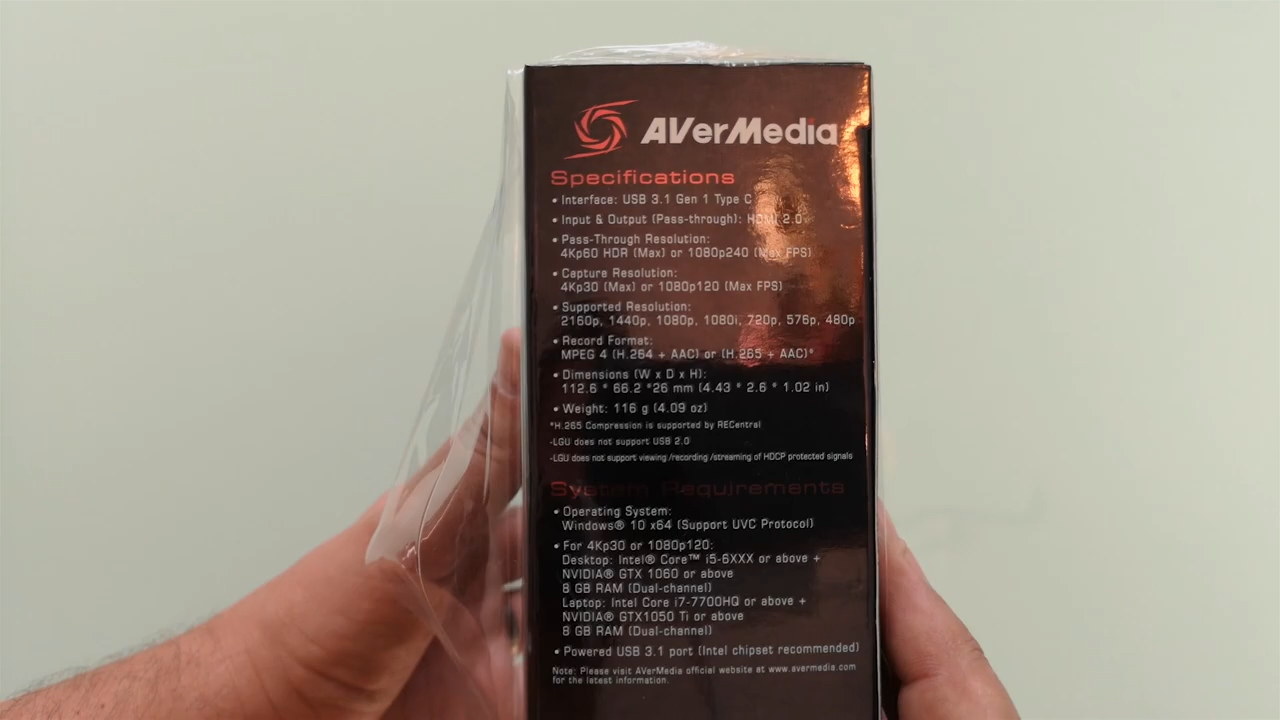 AVerMedia
Specifications
• Interface: USB 3.1 Gen 1 Type C
• Input & Output (Pass-through): HDMI 2.0
• Pass-Through Resolution:
4Kp60 HDR (Max) or 1080p240 (Max FPS)
• Capture Resolution:
4Kp30 (Max) or 1080p120 (Max FPS)
• Supported Resolution:
2160p, 1440p, 1080p, 1080i, 720p, 576p, 480p
• Record Format:
MPEG 4 (H.264 + AAC) or (H.265 + AAC)*
• Dimensions (W x D x H):
112.6 * 66.2 *26 mm (4.43 * 2.6 * 1.02 in)
• Weight: 116 g (4.09 oz)
*H.265 Compression is supported by RECentral
-LGU does not support USB 2.0
-LGU does not support viewing /recording /streaming of HDCP protected signals
System Requirements
• Operating System:
Windows® 10 x64 (Support UVC Protocol)
• For 4Kp30 or 1080p120:
Desktop: Intel® Core™ i5-6XXX or above +
NVIDIA® GTX 1060 or above
8 GB RAM (Dual-channel)
Laptop: Intel Core i7-7700HQ or above +
NVIDIA® GTX1050 Ti or above
8 GB RAM (Dual-channel)
• Powered USB 3.1 port (Intel chipset recommended)
Note: Please visit AVerMedia official website at www.avermedia.com
for the latest information.